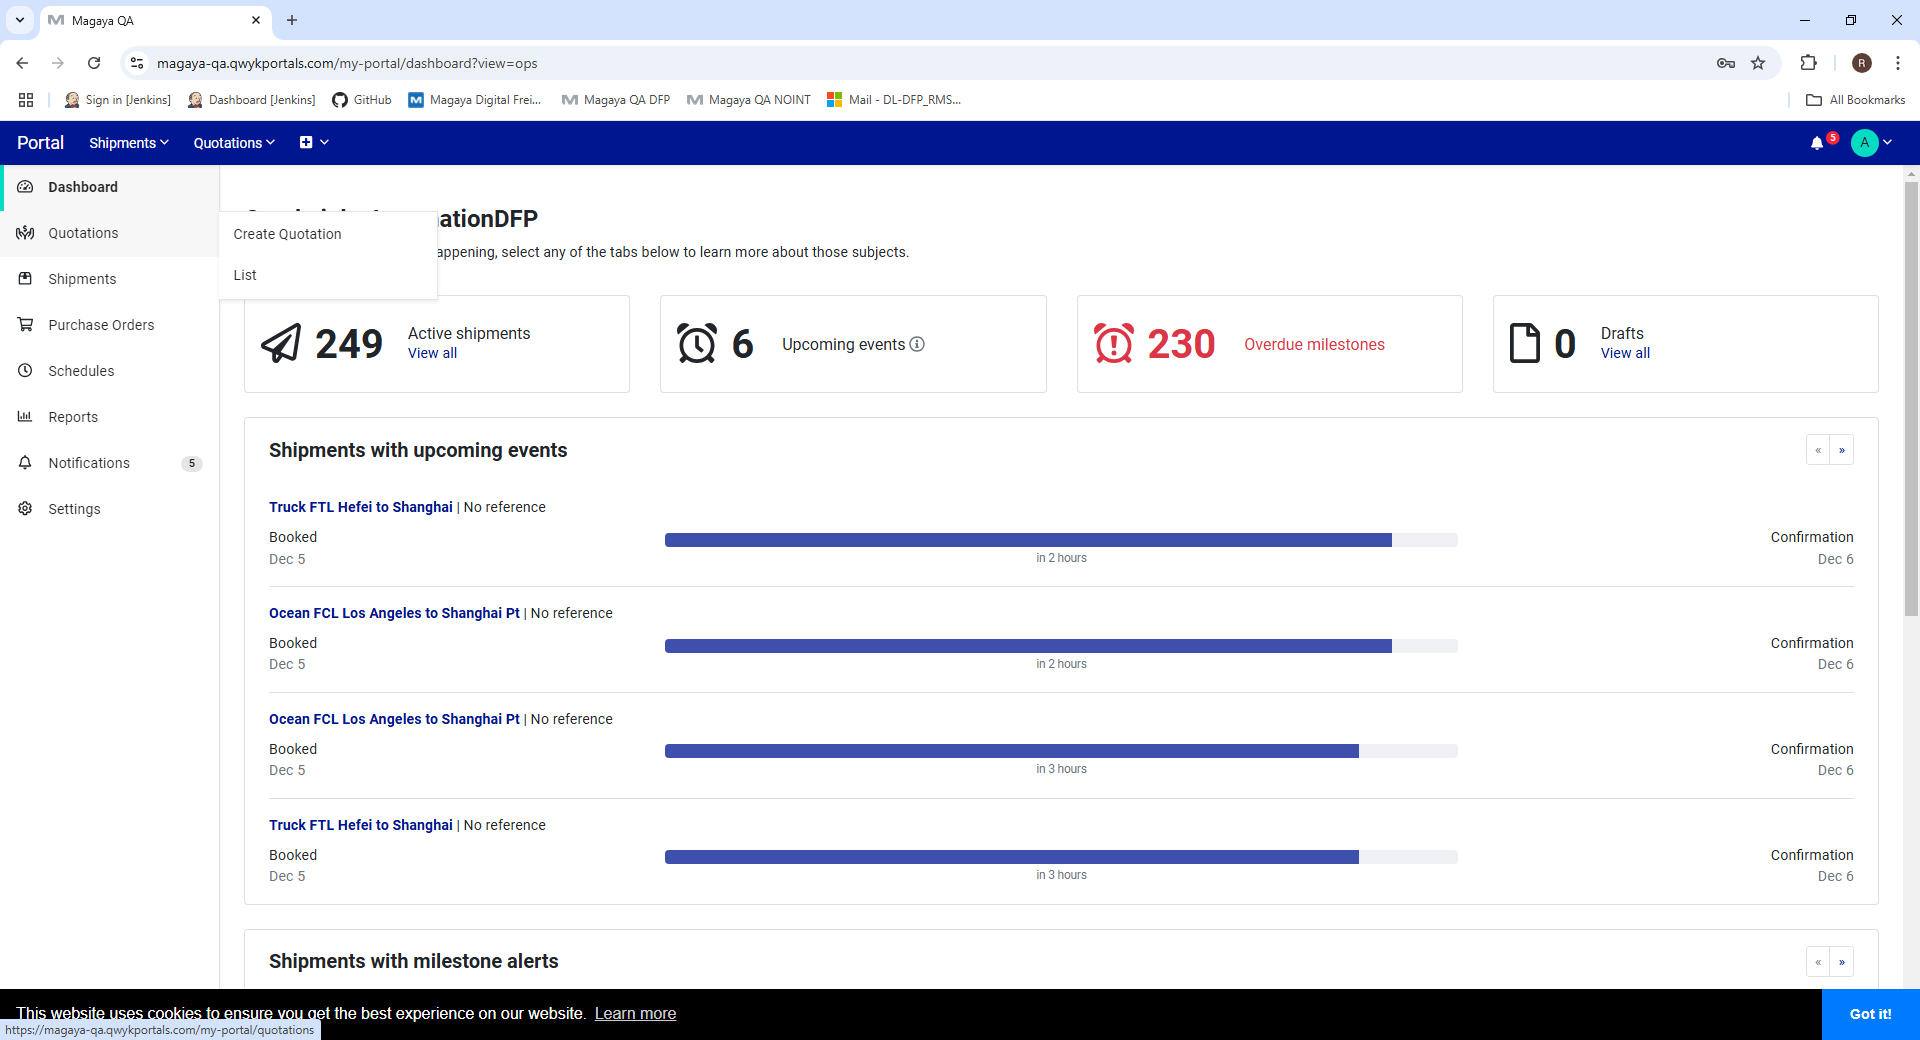 Magaya QA
magaya-qa.qwykportals.com/my-portal/dashboard?view=ops
R
Sign in [Jenkins]
Dashboard [Jenkins]
GitHub
Magaya Digital Frei...
Magaya QA DFP
Magaya QA NOINT
Mail - DL-DFP_RMS...
All Bookmarks
Portal
Shipments
Quotations
5
A
Dashboard
Quotations
Shipments
Purchase Orders
Schedules
Reports
Notifications
5
Settings
Create Quotation
List
ationDFP
appening, select any of the tabs below to learn more about those subjects.
249
Active shipments
View all
6
Upcoming events
230
Overdue milestones
0
Drafts
View all
Shipments with upcoming events
« »
Truck FTL Hefei to Shanghai | No reference
Booked
Dec 5
in 2 hours
Confirmation
Dec 6
Ocean FCL Los Angeles to Shanghai Pt | No reference
Booked
Dec 5
in 2 hours
Confirmation
Dec 6
Ocean FCL Los Angeles to Shanghai Pt | No reference
Booked
Dec 5
in 3 hours
Confirmation
Dec 6
Truck FTL Hefei to Shanghai | No reference
Booked
Dec 5
in 3 hours
Confirmation
Dec 6
Shipments with milestone alerts
« »
This website uses cookies to ensure you get the best experience on our website. Learn more
Got it!
https://magaya-qa.qwykportals.com/my-portal/quotations